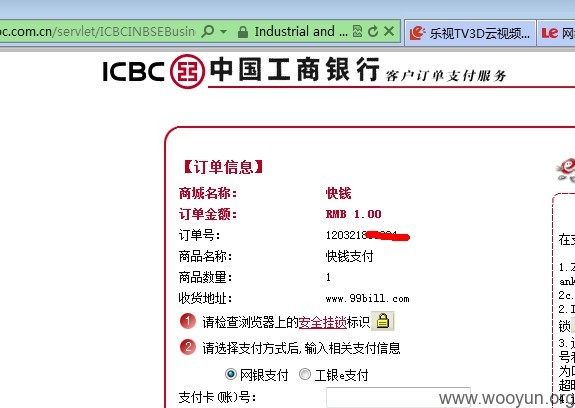 oc.com.cn/servlet/ICBCINBSEBusin
Industrial and ...
乐视TV3D云视频...
网
ICBC 中国工商银行 客户订单支付服务
【订单信息】
商城名称: 快钱
订单金额: RMB 1.00
订单号: 120321
商品名称: 快钱支付
商品数量: 1
收货地址: www.99bill.com
1 请检查浏览器上的安全挂锁标识
2 请选择支付方式后,输入相关支付信息
网银支付 工银e支付
支付卡(账)号:
在支
1.
ank
2c.
2.I
锁
3.
号和
为
超时
www.wooyun.org